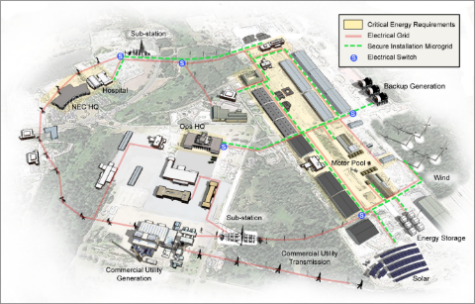 Sub-station
Critical Energy Requirements
Electrical Grid
Secure Installation Microgrid
S Electrical Switch
Hospital
NEC HQ
Backup Generation
Ops HQ
Motor Pool
Wind
Sub-station
Energy Storage
Commercial Utility
Transmission
Commercial Utility
Generation
Solar